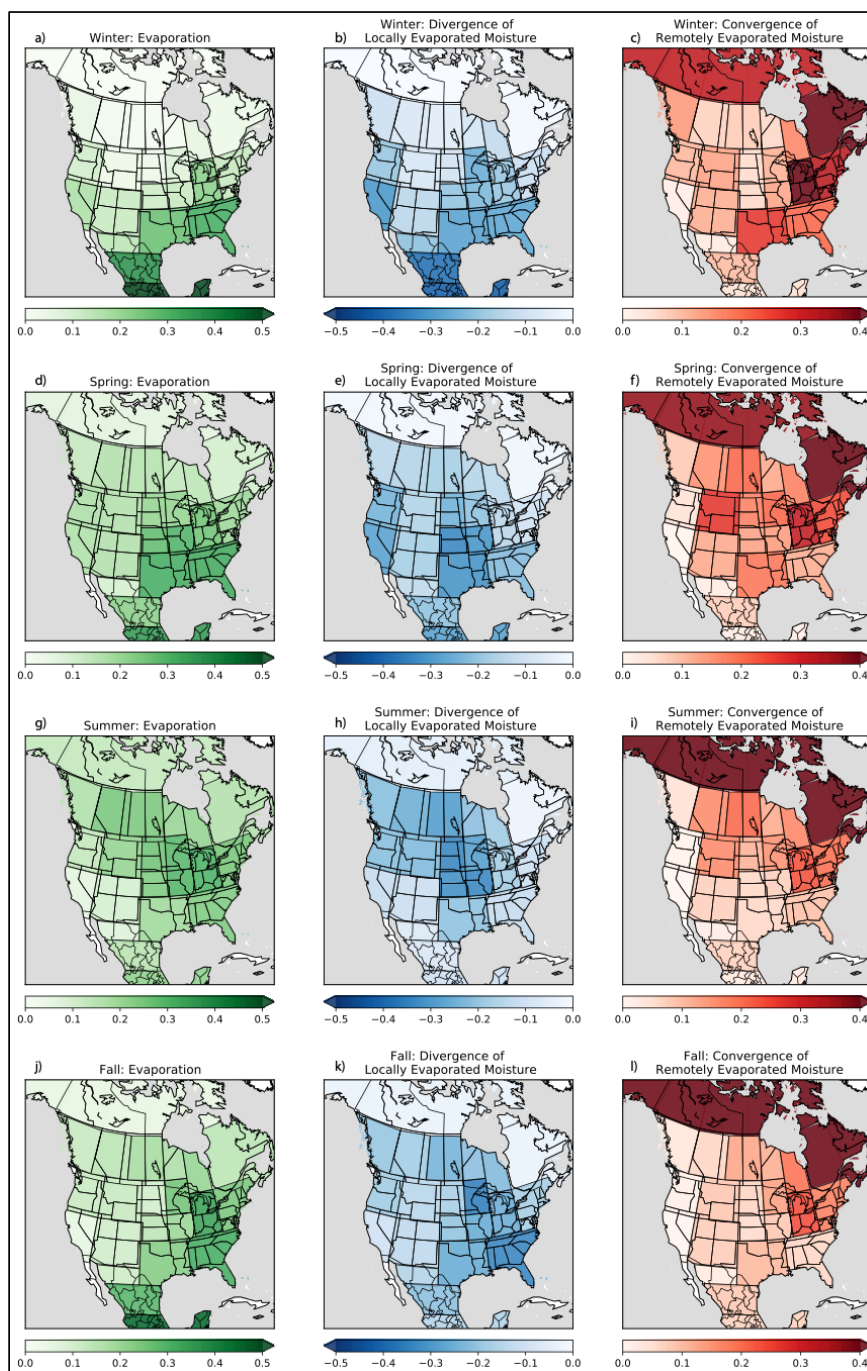 a) Winter: Evaporation
b) Winter: Divergence of
Locally Evaporated Moisture
c) Winter: Convergence of
Remotely Evaporated Moisture
0.0 0.1 0.2 0.3 0.4 0.5
−0.5 −0.4 −0.3 −0.2 −0.1 0.0
0.0 0.1 0.2 0.3 0.4
d) Spring: Evaporation
e) Spring: Divergence of
Locally Evaporated Moisture
f) Spring: Convergence of
Remotely Evaporated Moisture
0.0 0.1 0.2 0.3 0.4 0.5
−0.5 −0.4 −0.3 −0.2 −0.1 0.0
0.0 0.1 0.2 0.3 0.4
g) Summer: Evaporation
h) Summer: Divergence of
Locally Evaporated Moisture
i) Summer: Convergence of
Remotely Evaporated Moisture
0.0 0.1 0.2 0.3 0.4 0.5
−0.5 −0.4 −0.3 −0.2 −0.1 0.0
0.0 0.1 0.2 0.3 0.4
j) Fall: Evaporation
k) Fall: Divergence of
Locally Evaporated Moisture
l) Fall: Convergence of
Remotely Evaporated Moisture
0.0 0.1 0.2 0.3 0.4 0.5
−0.5 −0.4 −0.3 −0.2 −0.1 0.0
0.0 0.1 0.2 0.3 0.4